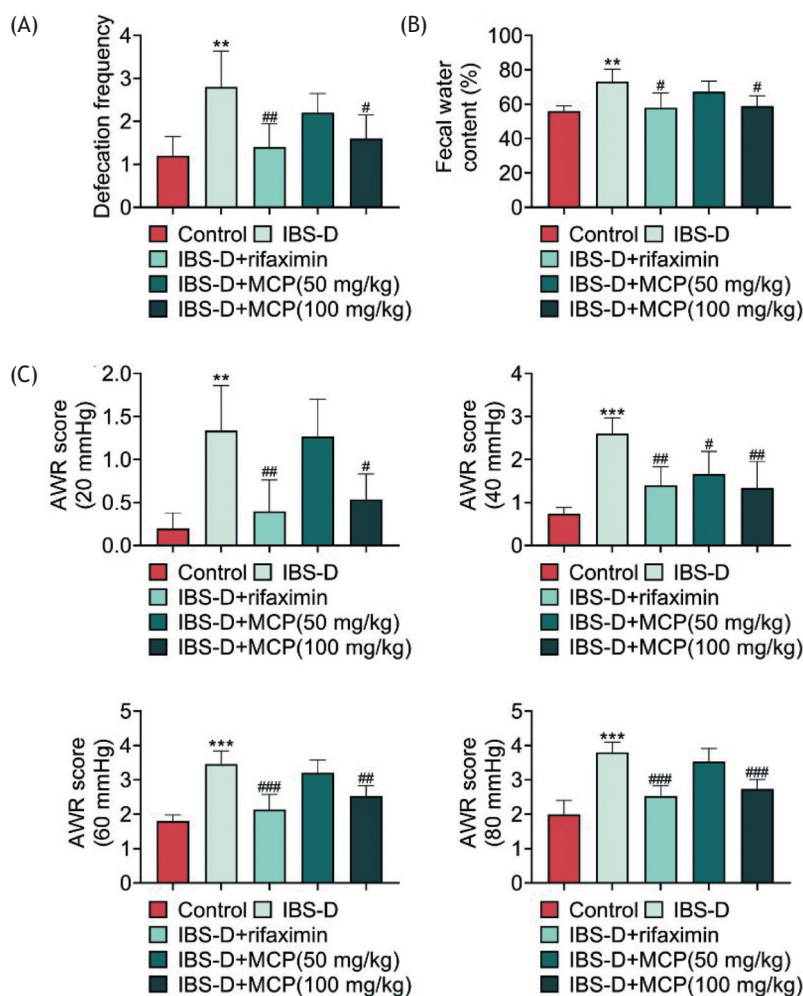 (A)
Defecation frequency
4
3
2
1
0
**
##
#
Control IBS-D
IBS-D+rifaximin
IBS-D+MCP(50 mg/kg)
IBS-D+MCP(100 mg/kg)
(B)
Fecal water
content (%)
100
80
60
40
20
0
**
#
#
Control IBS-D
IBS-D+rifaximin
IBS-D+MCP(50 mg/kg)
IBS-D+MCP(100 mg/kg)
(C)
AWR score
(20 mmHg)
2.0
1.5
1.0
0.5
0.0
**
##
#
Control IBS-D
IBS-D+rifaximin
IBS-D+MCP(50 mg/kg)
IBS-D+MCP(100 mg/kg)
AWR score
(40 mmHg)
4
3
2
1
0
***
##
#
##
Control IBS-D
IBS-D+rifaximin
IBS-D+MCP(50 mg/kg)
IBS-D+MCP(100 mg/kg)
AWR score
(60 mmHg)
5
4
3
2
1
0
***
###
##
Control IBS-D
IBS-D+rifaximin
IBS-D+MCP(50 mg/kg)
IBS-D+MCP(100 mg/kg)
AWR score
(80 mmHg)
5
4
3
2
1
0
***
###
###
Control IBS-D
IBS-D+rifaximin
IBS-D+MCP(50 mg/kg)
IBS-D+MCP(100 mg/kg)